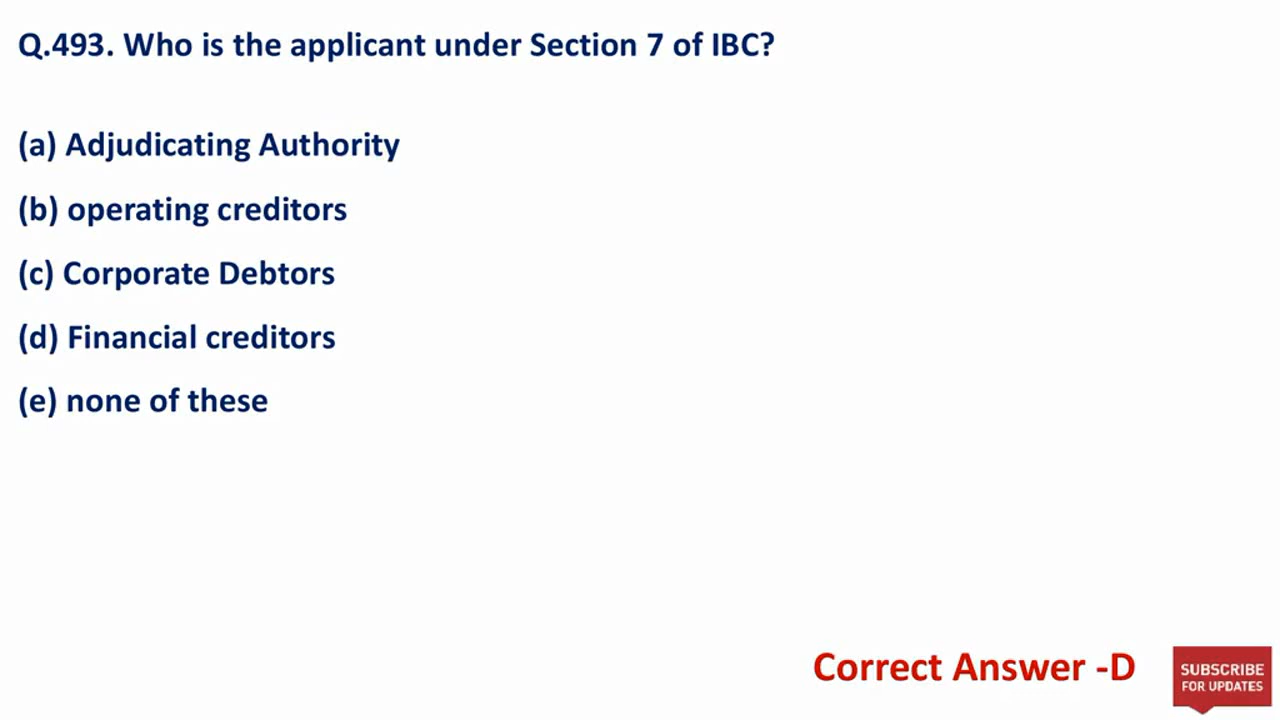 Q.493. Who is the applicant under Section 7 of IBC?
(a) Adjudicating Authority
(b) operating creditors
(c) Corporate Debtors
(d) Financial creditors
(e) none of these
Correct Answer -D
SUBSCRIBE
FOR UPDATES